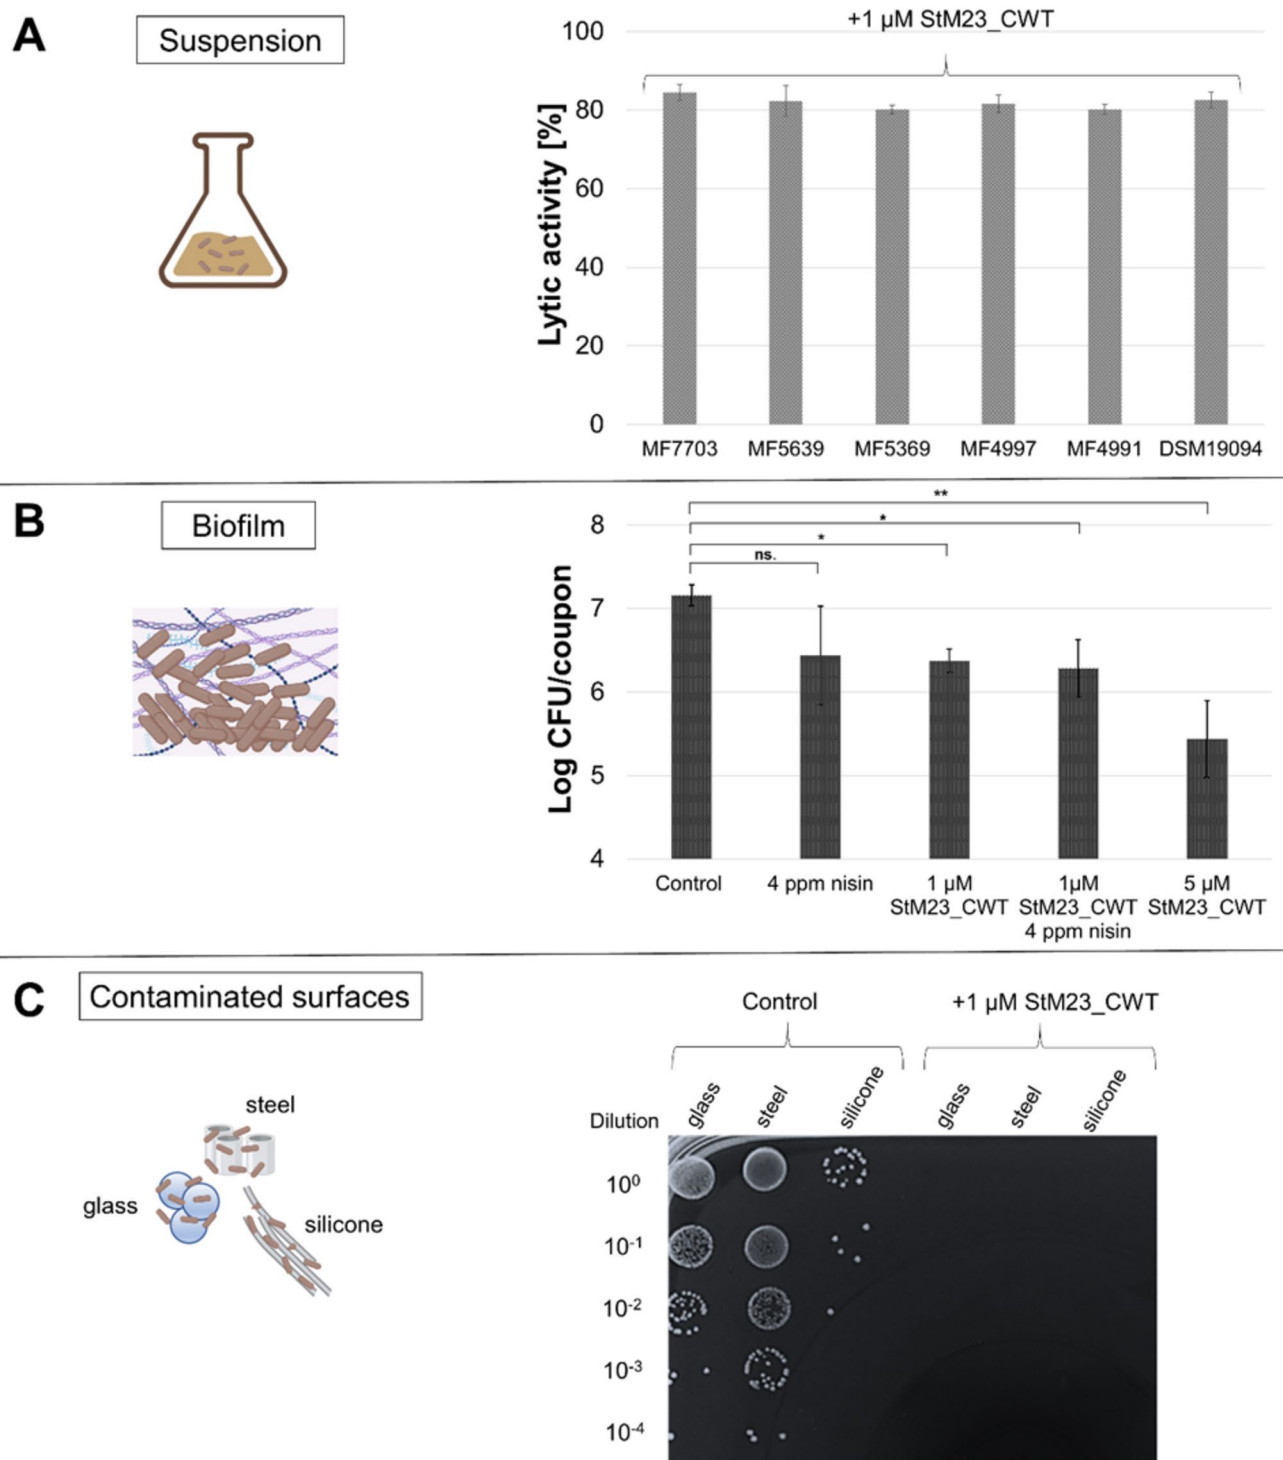 A
Suspension
+1 µM StM23_CWT
Lytic activity [%]
100
80
60
40
20
0
MF7703 MF5639 MF5369 MF4997 MF4991 DSM19094
B
Biofilm
**
*
*
ns.
Log CFU/coupon
8
7
6
5
4
Control 4 ppm nisin 1 µM 1µM 5 µM
StM23_CWT StM23_CWT StM23_CWT
4 ppm nisin
C
Contaminated surfaces
Control +1 µM StM23_CWT
steel
glass
silicone
Dilution glass steel silicone glass steel silicone
10⁰
10⁻¹
10⁻²
10⁻³
10⁻⁴